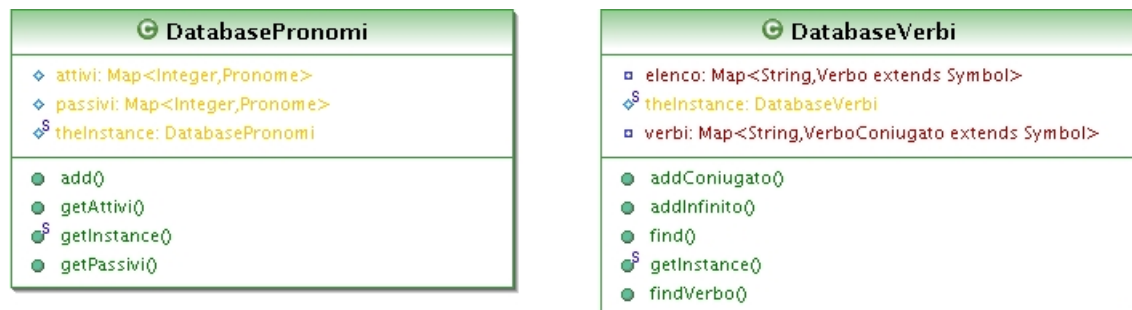 DatabasePronomi
attivi: Map<Integer,Pronome>
passivi: Map<Integer,Pronome>
S theInstance: DatabasePronomi
add()
getAttivi()
S getInstance()
getPassivi()
DatabaseVerbi
elenco: Map<String,Verbo extends Symbol>
S theInstance: DatabaseVerbi
verbi: Map<String,VerboConiugato extends Symbol>
addConiugato()
addInfinito()
find()
S getInstance()
findVerbo()